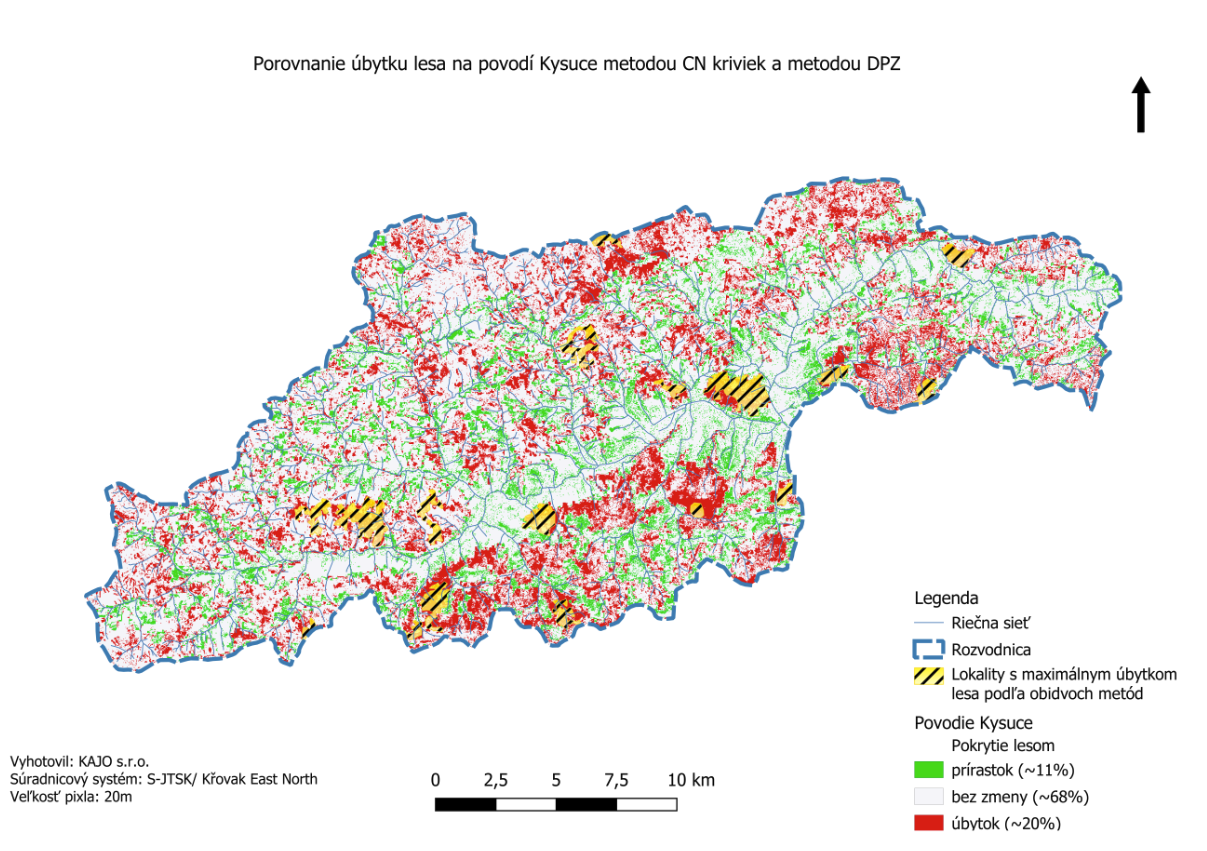 Porovnanie úbytku lesa na povodí Kysuce metodou CN kriviek a metodou DPZ
Legenda
Riečna sieť
Rozvodnica
Lokality s maximálnym úbytkom
lesa podľa obidvoch metód
Povodie Kysuce
Pokrytie lesom
prírastok (~11%)
bez zmeny (~68%)
úbytok (~20%)
Vyhotovil: KAJO s.r.o.
Súradnicový systém: S-JTSK/ Křovak East North
Veľkosť pixla: 20m
0 2,5 5 7,5 10 km